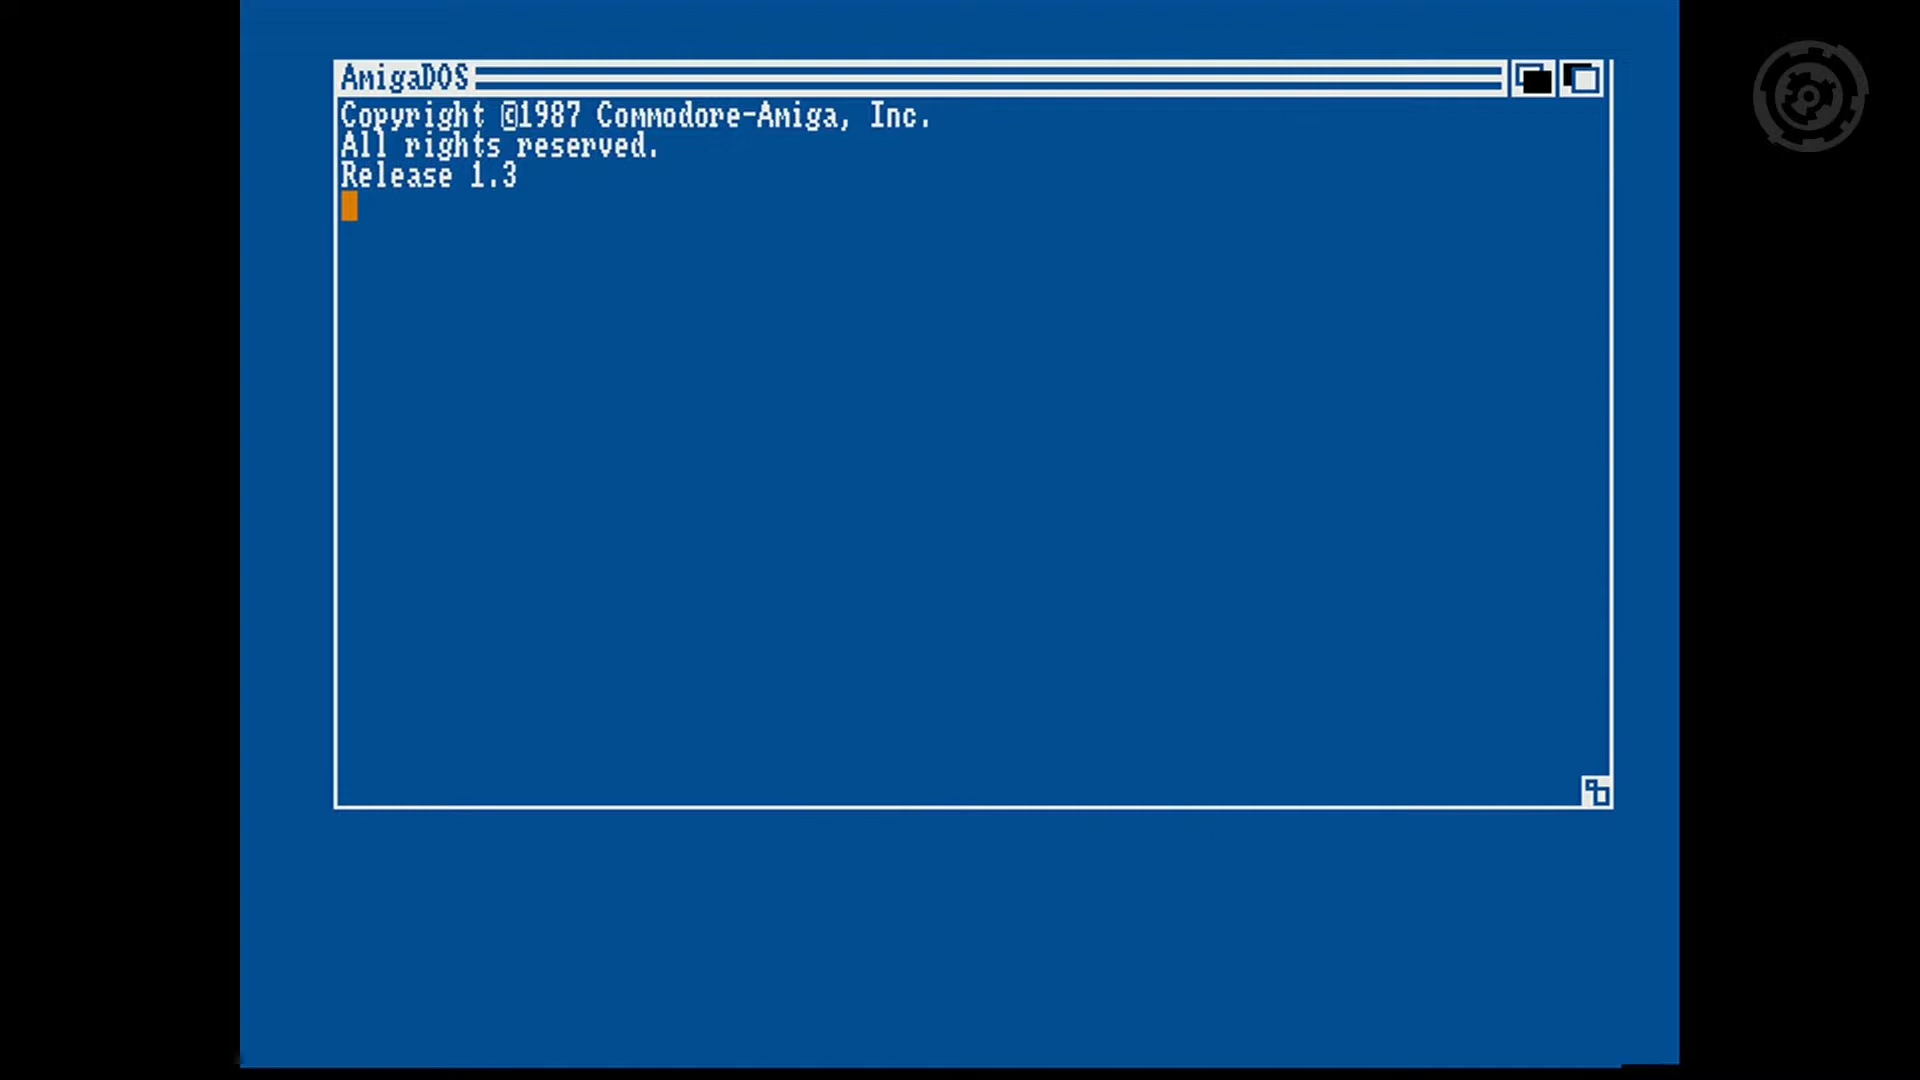 AmigaDOS
Copyright ©1987 Commodore-Amiga, Inc.
All rights reserved.
Release 1.3